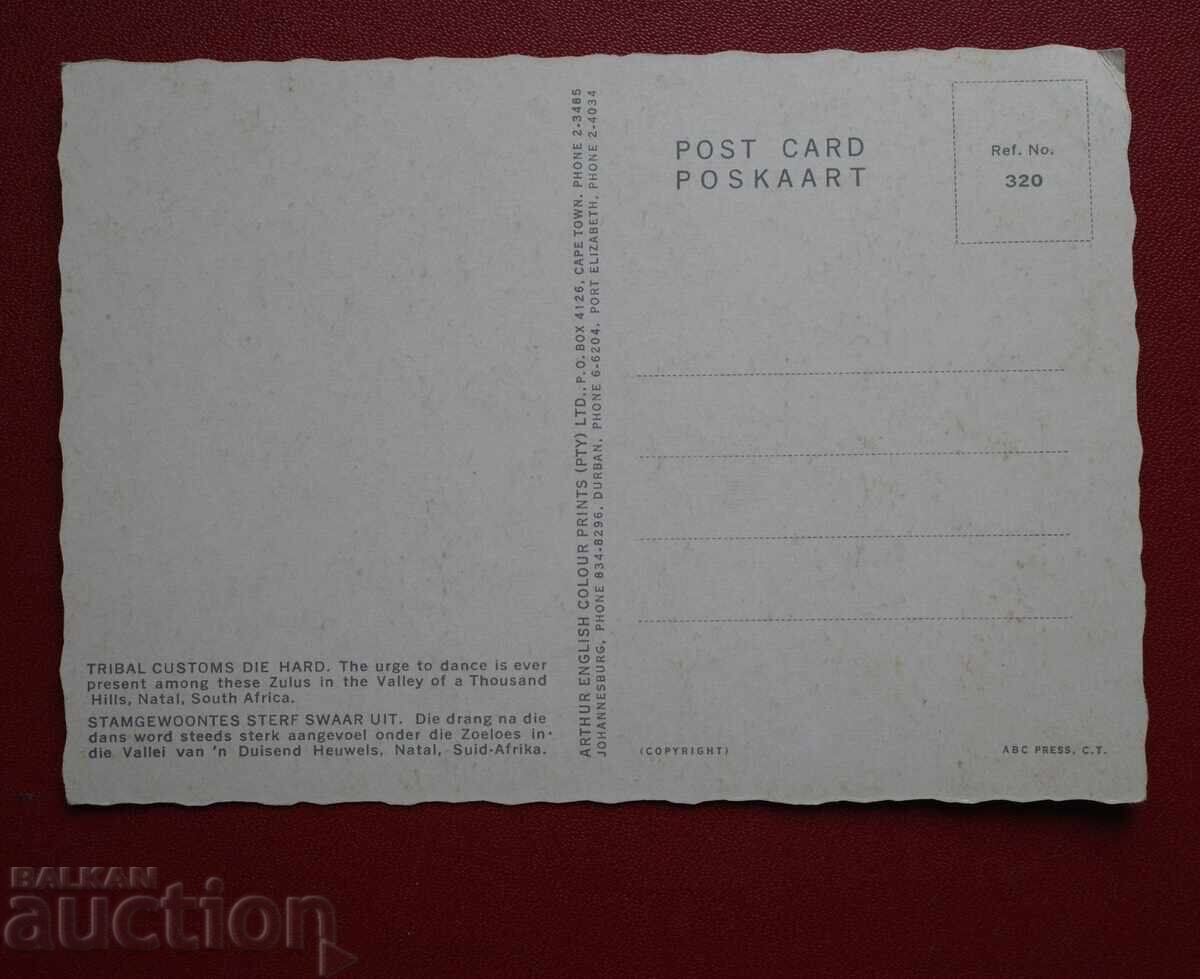 POST CARD
POSKAART
Ref. No.
320
ARTHUR ENGLISH COLOUR PRINTS (PTY) LTD., P.O. BOX 4126, CAPE TOWN. PHONE 2-3485
JOHANNESBURG, PHONE 834-8296. DURBAN, PHONE 6-6204. PORT ELIZABETH, PHONE 2-4034
TRIBAL CUSTOMS DIE HARD. The urge to dance is ever
present among these Zulus in the Valley of a Thousand
Hills, Natal, South Africa.
STAMGEWOONTES STERF SWAAR UIT. Die drang na die
dans word steeds sterk aangevoel onder die Zoeloes in
die Vallei van 'n Duisend Heuwels, Natal, Suid-Afrika.
(COPYRIGHT)
ABC PRESS, C.T.
BALKAN
auction